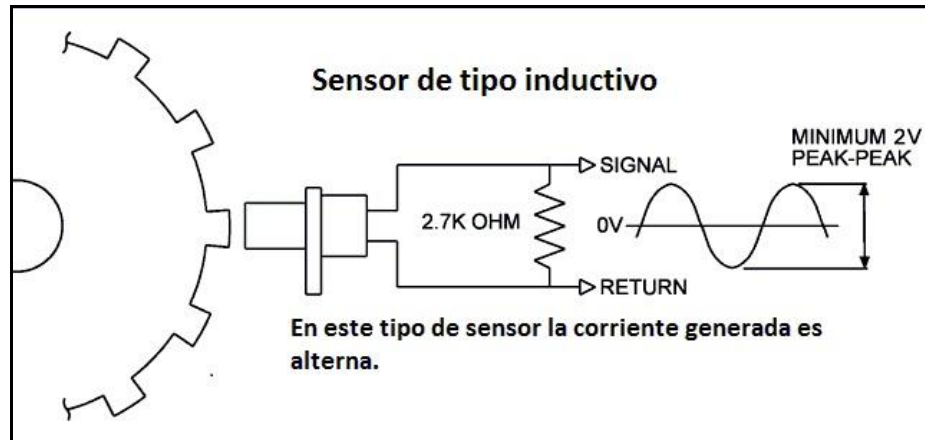 Sensor de tipo inductivo
MINIMUM 2V
PEAK-PEAK
SIGNAL
2.7K OHM
0V
RETURN
En este tipo de sensor la corriente generada es
alterna.